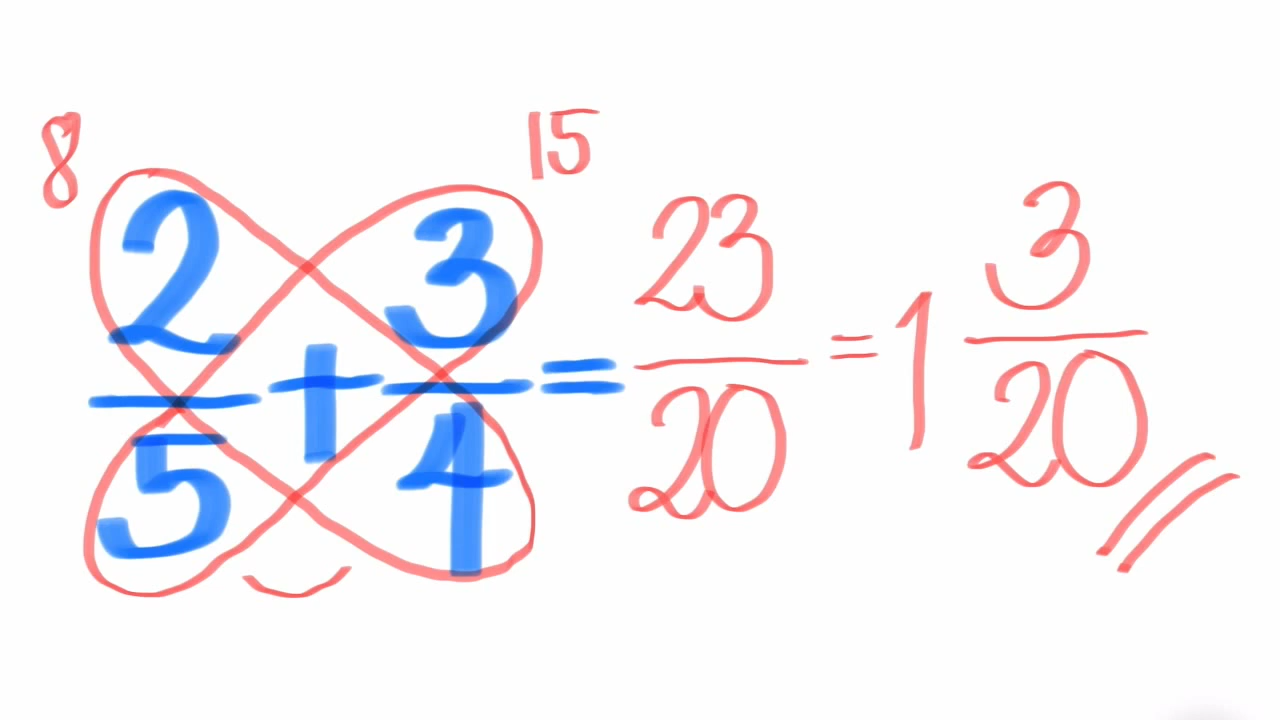 8 15
2/5 + 3/4 = 23/20 = 1 3/20